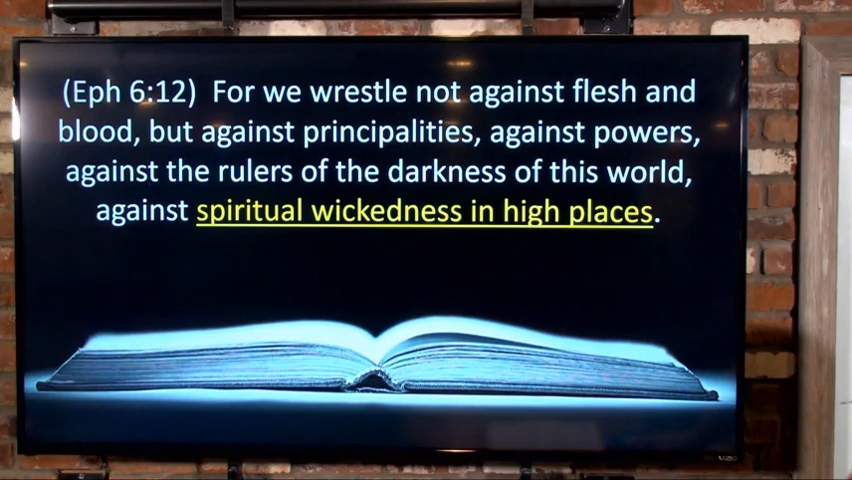 (Eph 6:12) For we wrestle not against flesh and
blood, but against principalities, against powers,
against the rulers of the darkness of this world,
against spiritual wickedness in high places.
VIZIO